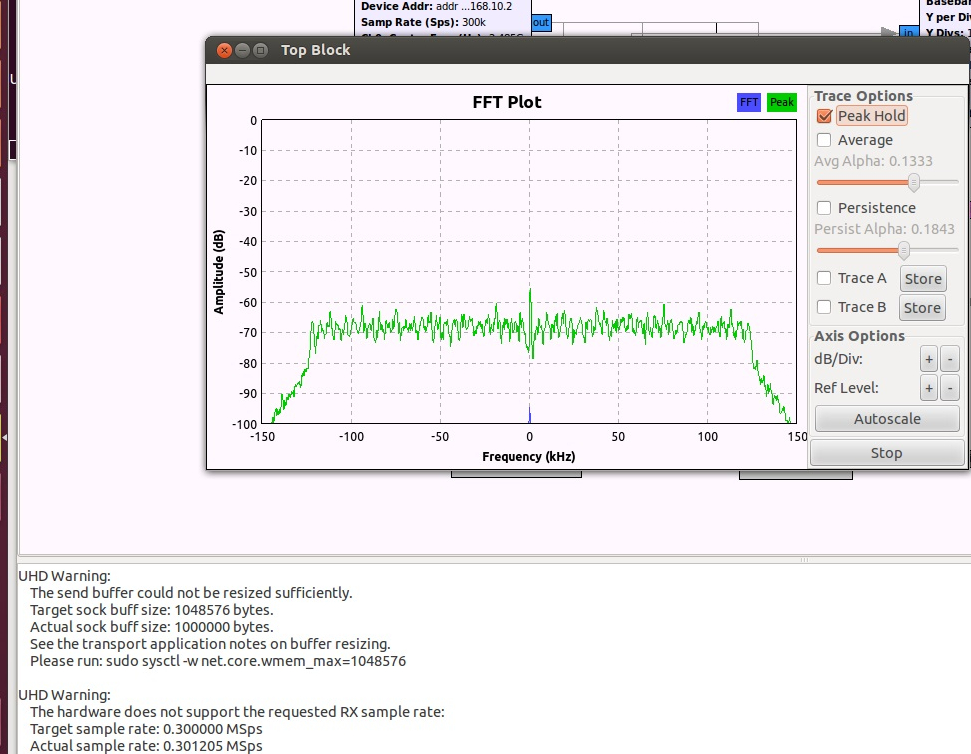 Device Addr: addr ...168.10.2
Samp Rate (Sps): 300k
out
in
Y per Div
Y Divs: 1
Top Block
FFT Plot
FFT
Peak
Trace Options
Peak Hold
Average
Avg Alpha: 0.1333
Persistence
Persist Alpha: 0.1843
Trace A
Store
Trace B
Store
Axis Options
dB/Div:
+
-
Ref Level:
+
-
Autoscale
Stop
Amplitude (dB)
0
-10
-20
-30
-40
-50
-60
-70
-80
-90
-100
-150
-100
-50
0
50
100
150
Frequency (kHz)
UHD Warning:
The send buffer could not be resized sufficiently.
Target sock buff size: 1048576 bytes.
Actual sock buff size: 1000000 bytes.
See the transport application notes on buffer resizing.
Please run: sudo sysctl -w net.core.wmem_max=1048576
UHD Warning:
The hardware does not support the requested RX sample rate:
Target sample rate: 0.300000 MSps
Actual sample rate: 0.301205 MSps